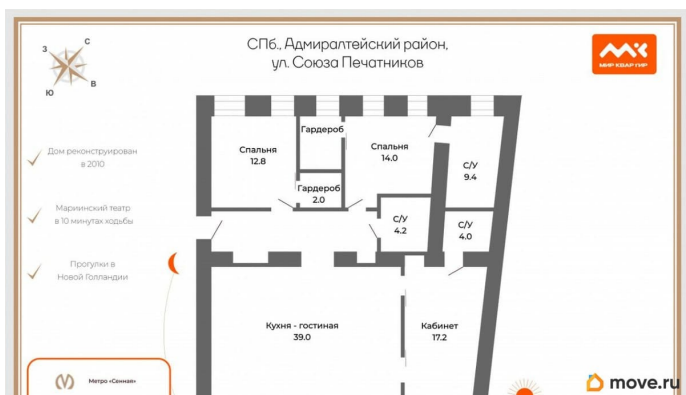 СПб., Адмиралтейский район,
ул. Союза Печатников
МК
МИР КВАРТИР
С
З
В
Ю
Дом реконструирован
в 2010
Мариинский театр
в 10 минутах ходьбы
Прогулки в
Новой Голландии
Метро «Сенная»
Гардероб
Спальня
12.8
Спальня
14.0
С/У
9.4
Гардероб
2.0
С/У
4.2
С/У
4.0
Кухня - гостиная
39.0
Кабинет
17.2
move.ru